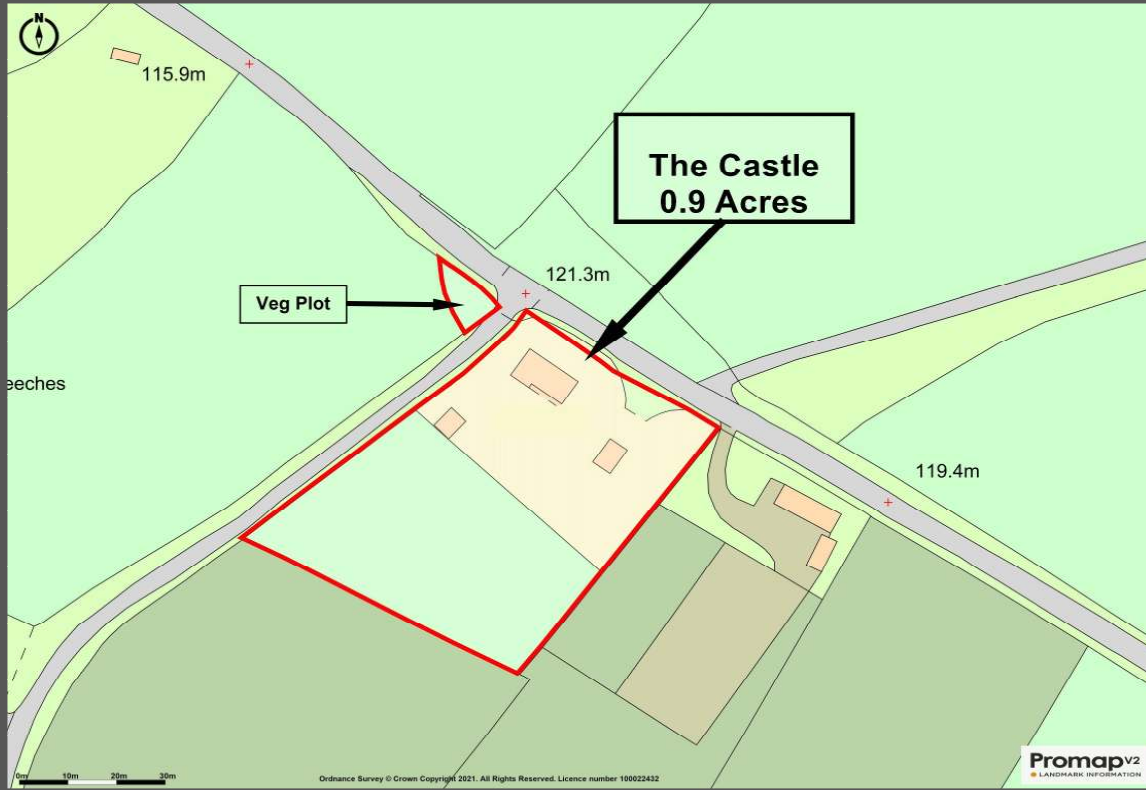 N
115.9m
The Castle
0.9 Acres
121.3m
Veg Plot
eeches
119.4m
0m 10m 20m 30m
Ordnance Survey © Crown Copyright 2021. All Rights Reserved. Licence number 100022432
Promap V2
LANDMARK INFORMATION